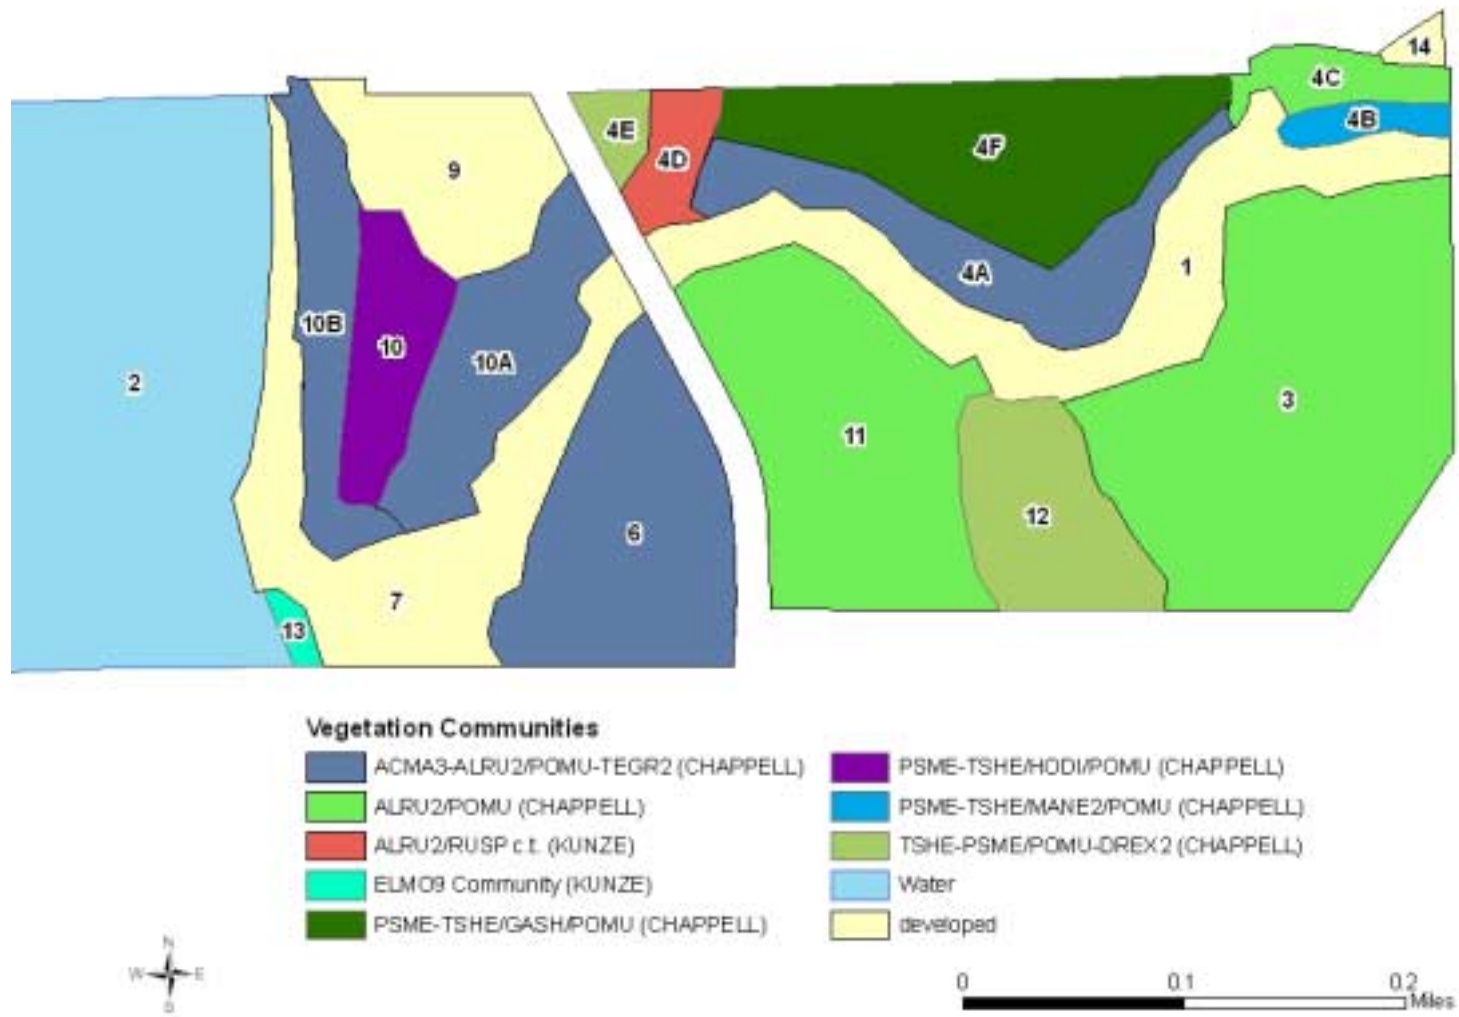 14
4C
4B
4E
4D
4F
9
4A
1
10B
10
10A
2
3
11
12
6
7
13
Vegetation Communities
ACMA3-ALRU2/POMU-TEGR2 (CHAPPELL)
ALRU2/POMU (CHAPPELL)
ALRU2/RUSP c.t. (KUNZE)
ELMO9 Community (KUNZE)
PSME-TSHE/GASH/POMU (CHAPPELL)
PSME-TSHE/HODI/POMU (CHAPPELL)
PSME-TSHE/MANE2/POMU (CHAPPELL)
TSHE-PSME/POMU-DREX2 (CHAPPELL)
Water
developed
N
W E
S
0 0.1 0.2
Miles